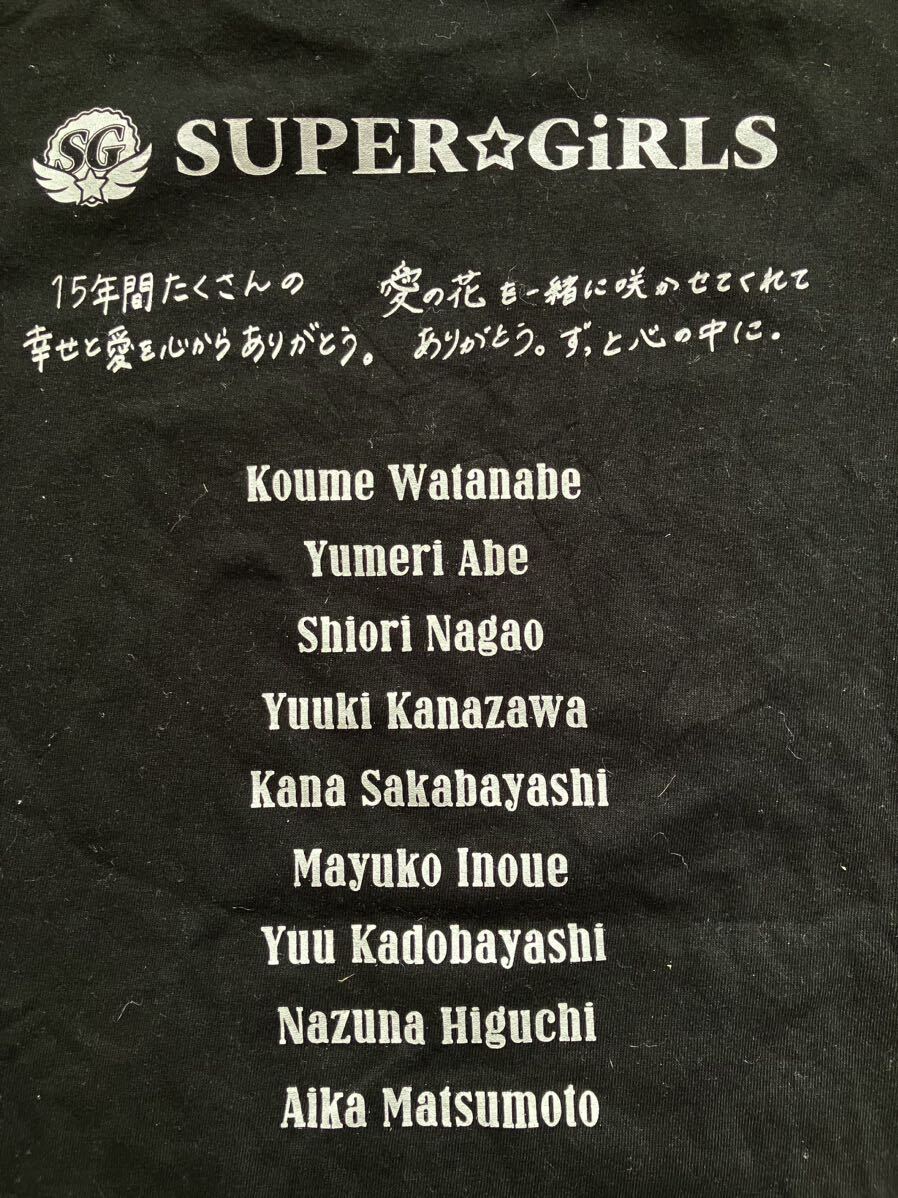 SG
SUPER☆GiRLS
15年間たくさんの
幸せと愛を心からありがとう。
愛の花を一緒に咲かせてくれて
ありがとう。ずっと心の中に.
Koume Watanabe
Yumeri Abe
Shiori Nagao
Yuuki Kanazawa
Kana Sakabayashi
Mayuko Inoue
Yuu Kadobayashi
Nazuna Higuchi
Aika Matsumoto